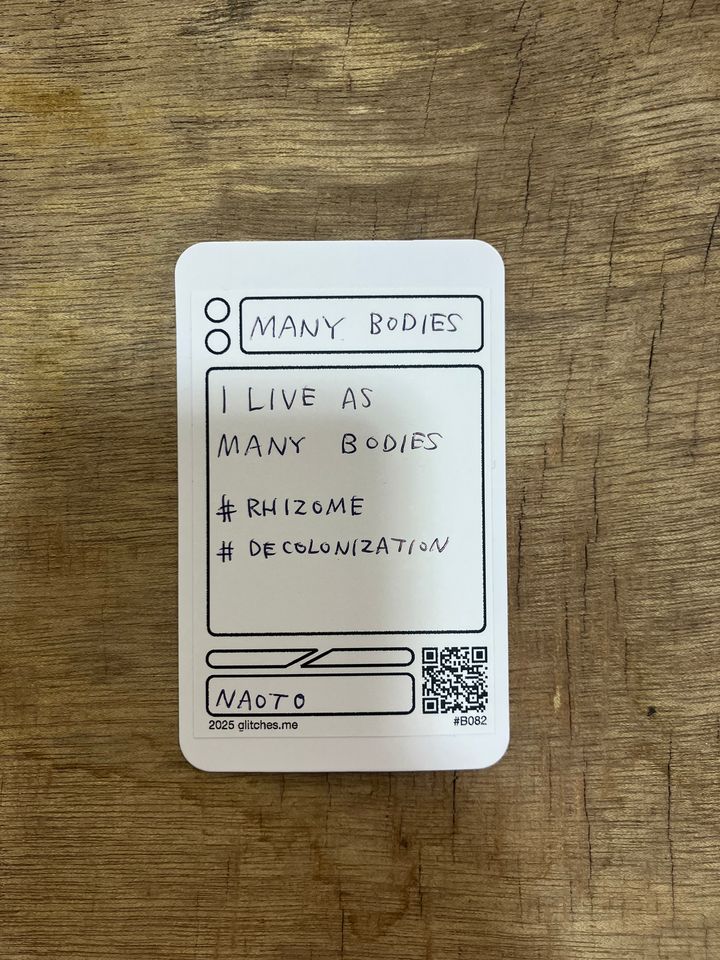 MANY BODIES
I LIVE AS
MANY BODIES
# RHIZOME
# DECOLONIZATION
NAOTO
2025 glitches.me
#B082